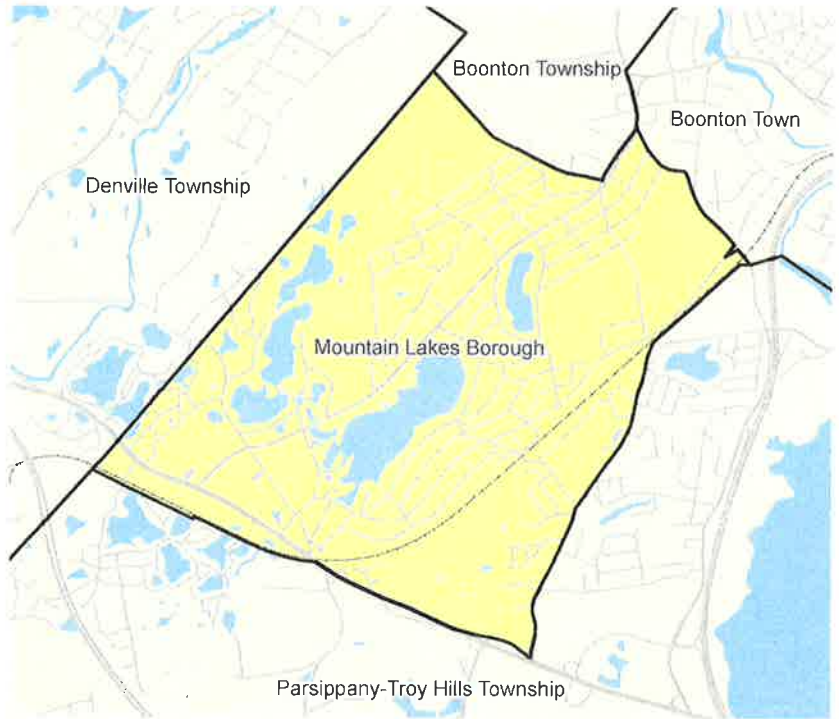 Boonton Township
Boonton Town
Denville Township
Mountain Lakes Borough
Parsippany-Troy Hills Township